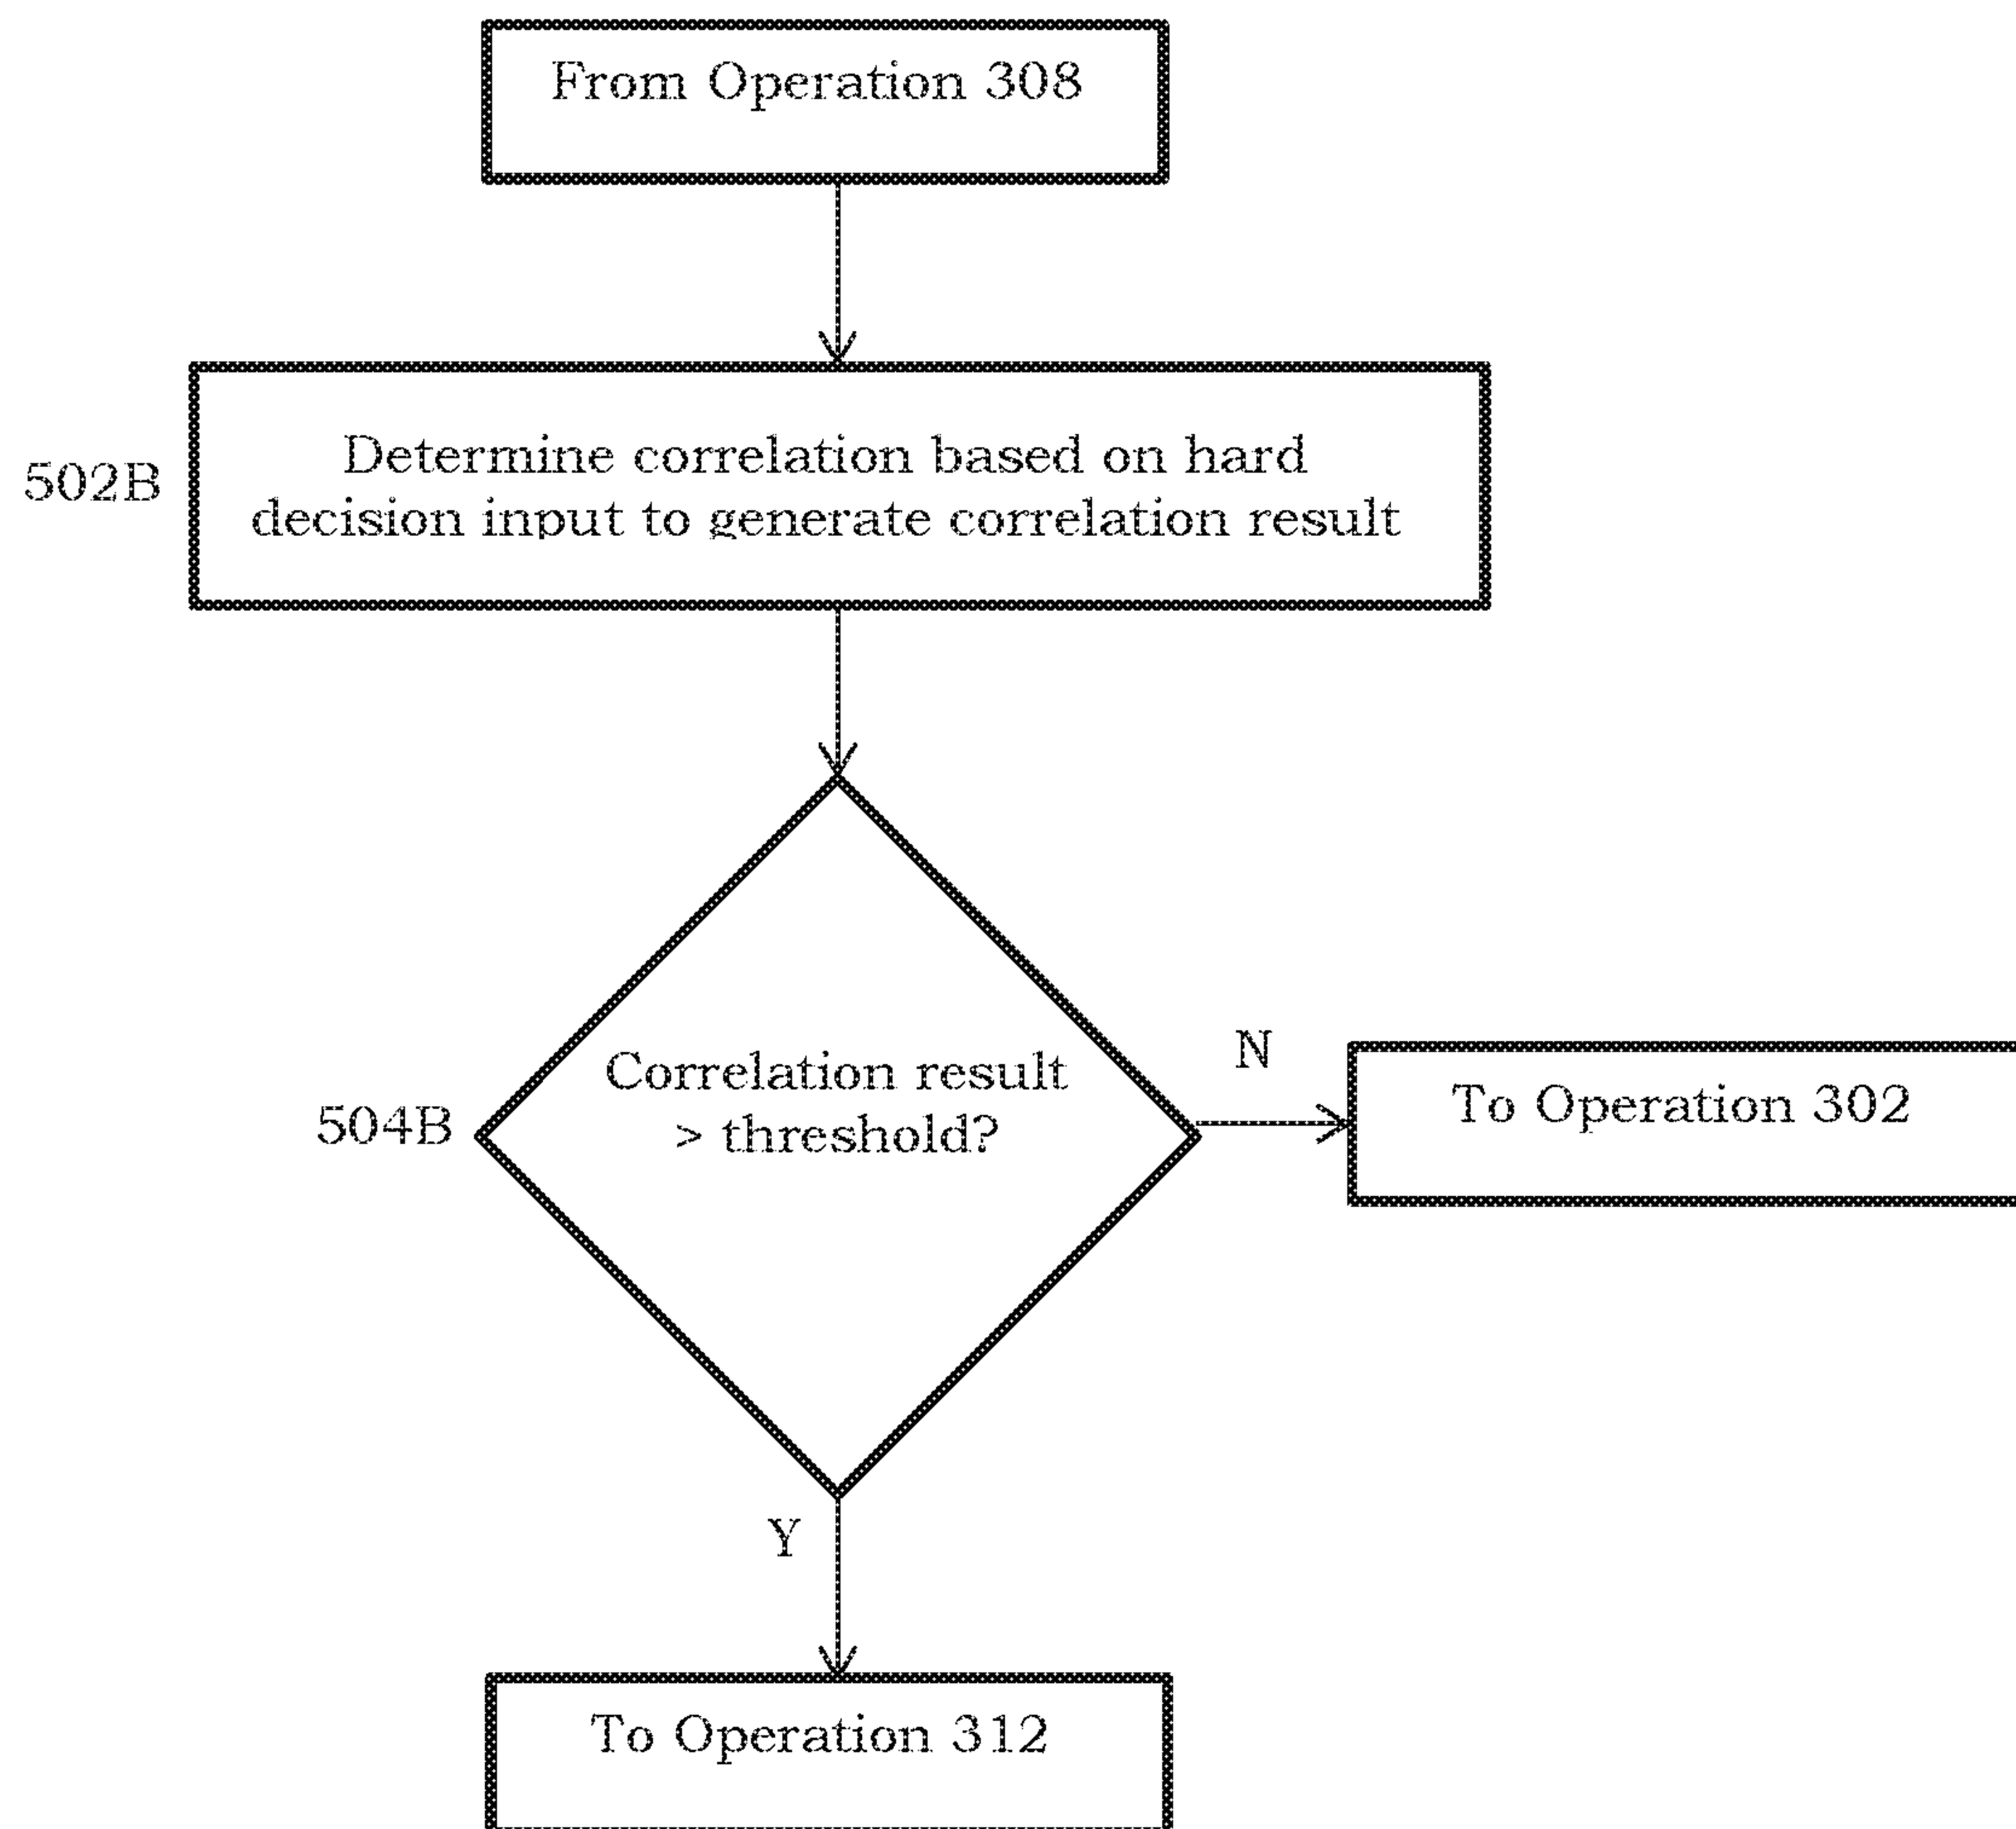 From Operation 308
502B
Determine correlation based on hard
decision input to generate correlation result
504B
Correlation result
> threshold?
N
To Operation 302
Y
To Operation 312